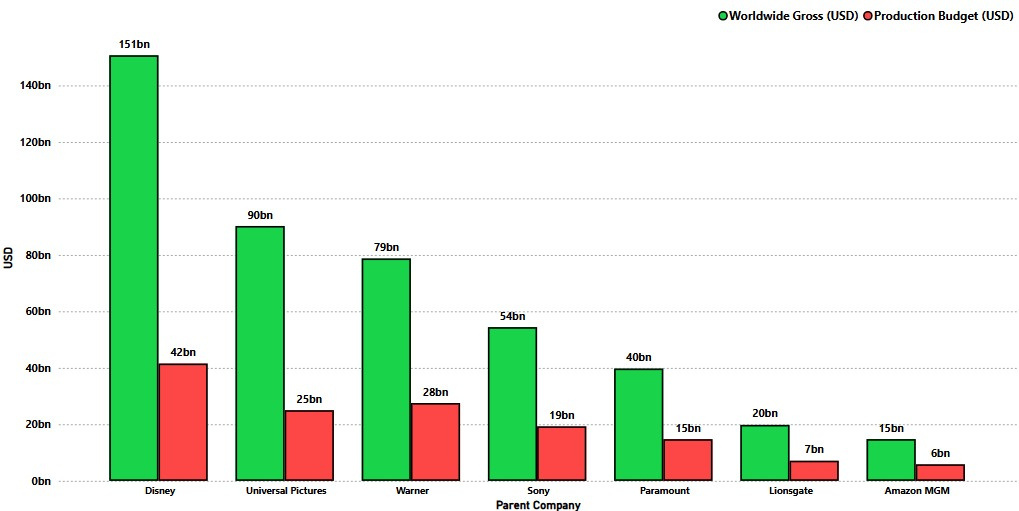 Worldwide Gross (USD) Production Budget (USD)
151bn
140bn
120bn
100bn
90bn
79bn
80bn
USD
60bn
54bn
42bn
40bn
40bn
28bn
25bn
19bn
20bn
20bn
15bn
15bn
7bn
6bn
0bn
Disney Universal Pictures Warner Sony Paramount Lionsgate Amazon MGM
Parent Company